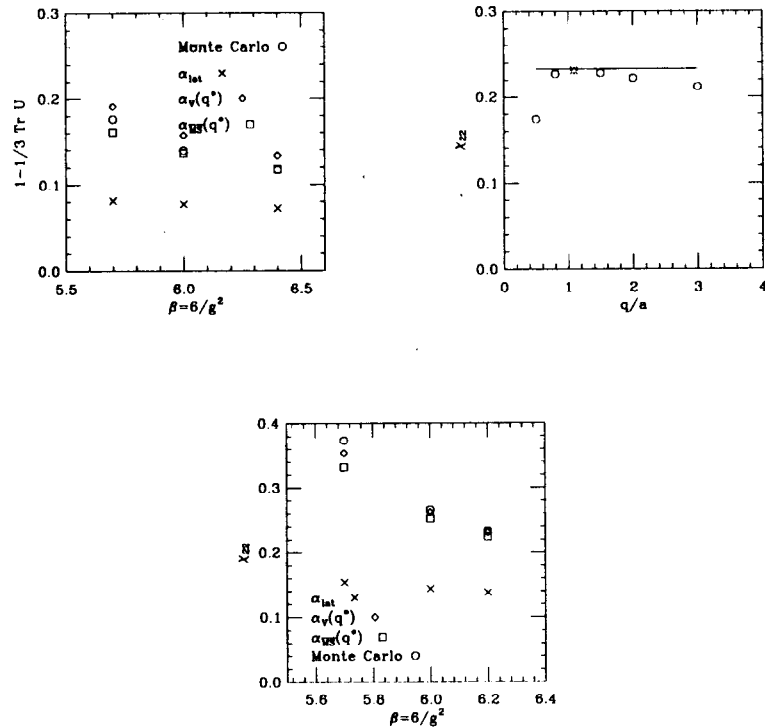 0.3
0.2
0.1
0.0
1−1/3 Tr U
Monte Carlo
α_lat
α_V(q*)
α_MS(q*)
5.5 6.0 6.5
β=6/g²
0.3
0.2
0.1
0.0
χ₂₂
0 1 2 3 4
q/a
0.4
0.3
0.2
0.1
0.0
χ₂₂
α_lat
α_V(q*)
α_MS(q*)
Monte Carlo
5.6 5.8 6.0 6.2 6.4
β=6/g²